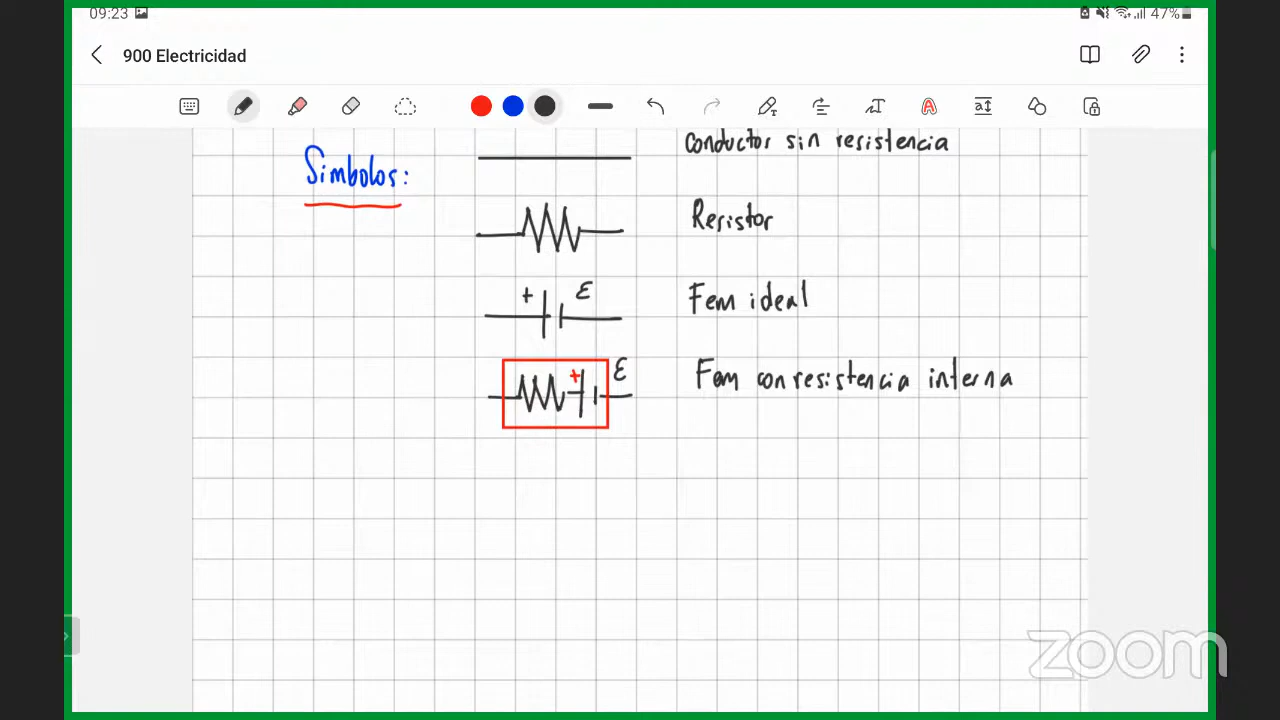 09:23 47%
900 Electricidad
conductor sin resistencia
Simbolos:
Resistor
+ ε Fem ideal
+ ε Fem con resistencia interna
zoom